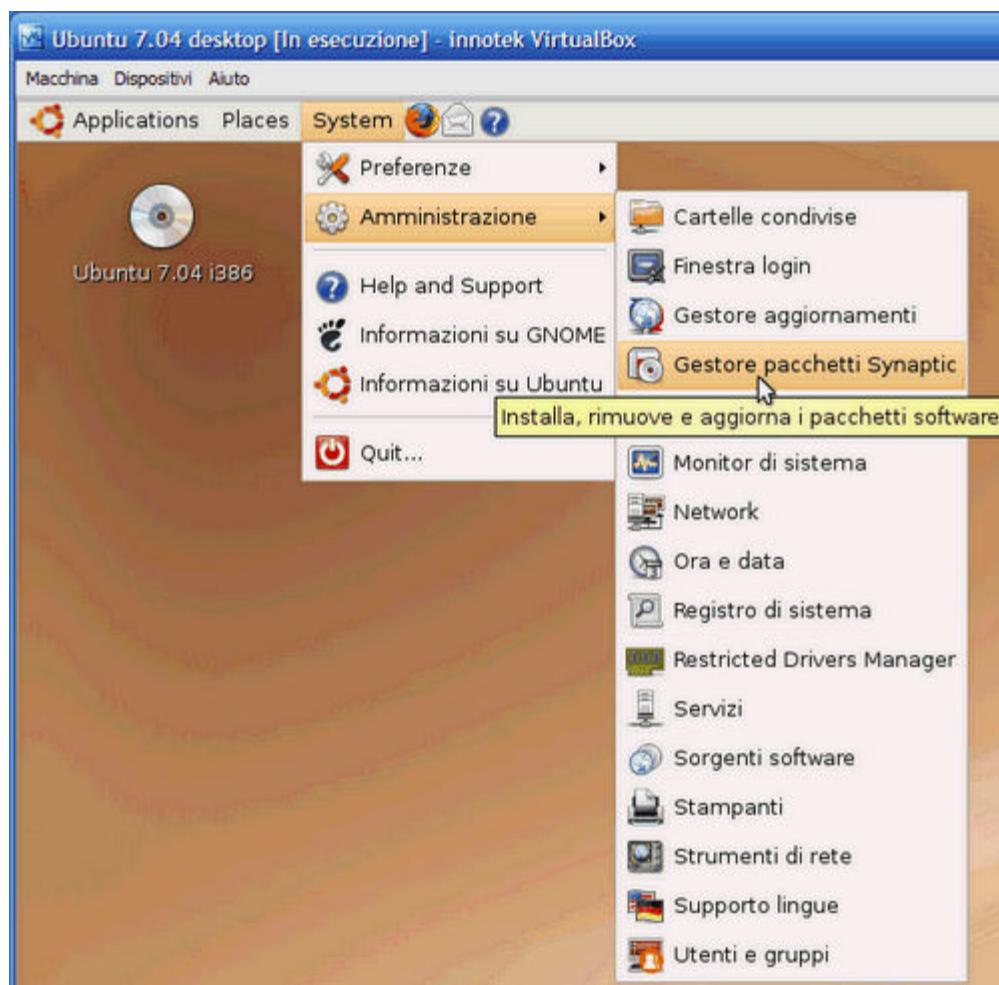 Ubuntu 7.04 desktop [In esecuzione] - innotek VirtualBox
Macchina Dispositivi Aiuto
Applications Places System
Ubuntu 7.04 i386
Preferenze
Amministrazione
Help and Support
Informazioni su GNOME
Informazioni su Ubuntu
Quit...
Cartelle condivise
Finestra login
Gestore aggiornamenti
Gestore pacchetti Synaptic
Installa, rimuove e aggiorna i pacchetti software
Monitor di sistema
Network
Ora e data
Registro di sistema
Restricted Drivers Manager
Servizi
Sorgenti software
Stampanti
Strumenti di rete
Supporto lingue
Utenti e gruppi